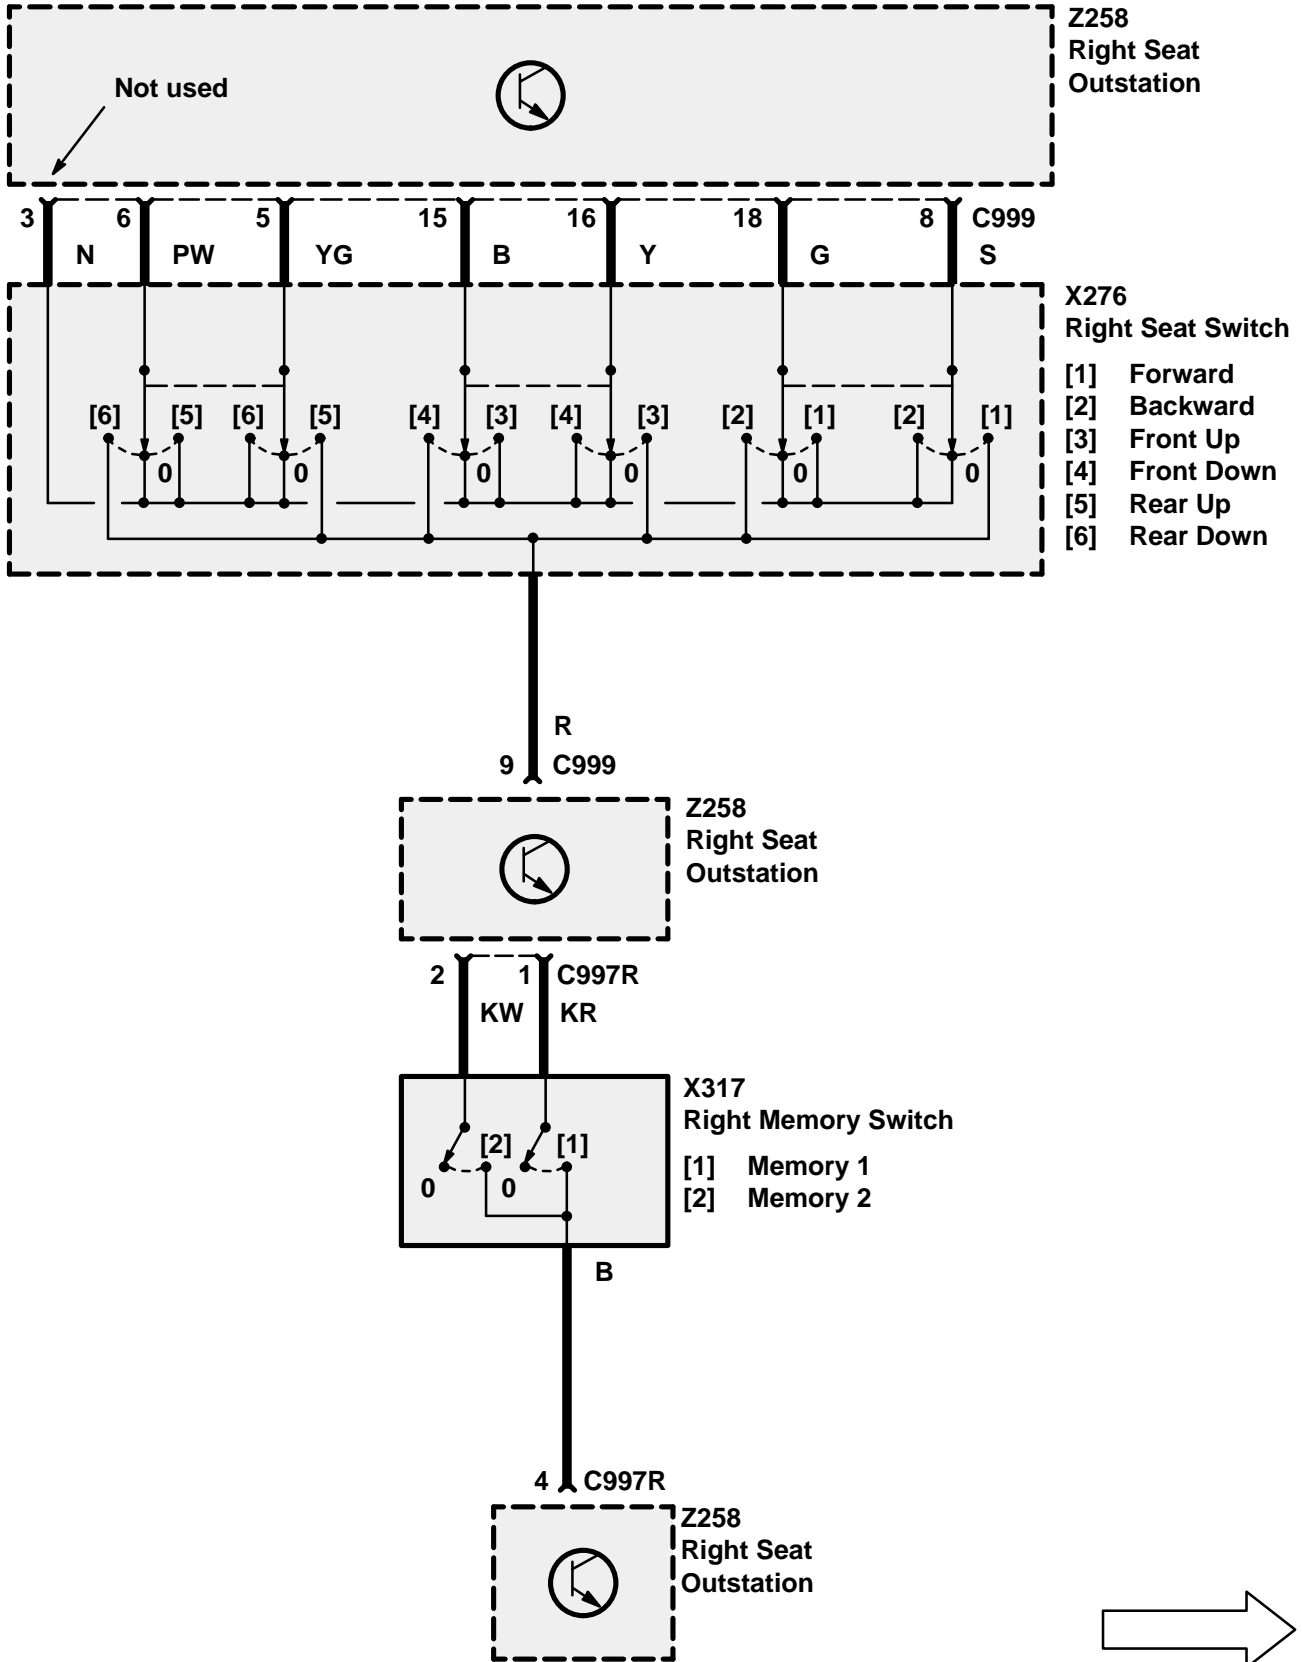 Z258
Right Seat
Outstation
Not used
3 6 5 15 16 18 8 C999
N PW YG B Y G S
X276
Right Seat Switch
[1] Forward
[2] Backward
[3] Front Up
[4] Front Down
[5] Rear Up
[6] Rear Down
[6] [5] [6] [5] [4] [3] [4] [3] [2] [1] [2] [1]
0 0 0 0 0 0
R
9 C999
Z258
Right Seat
Outstation
2 1 C997R
KW KR
X317
Right Memory Switch
[1] Memory 1
[2] Memory 2
[2] [1]
0 0
B
4 C997R
Z258
Right Seat
Outstation